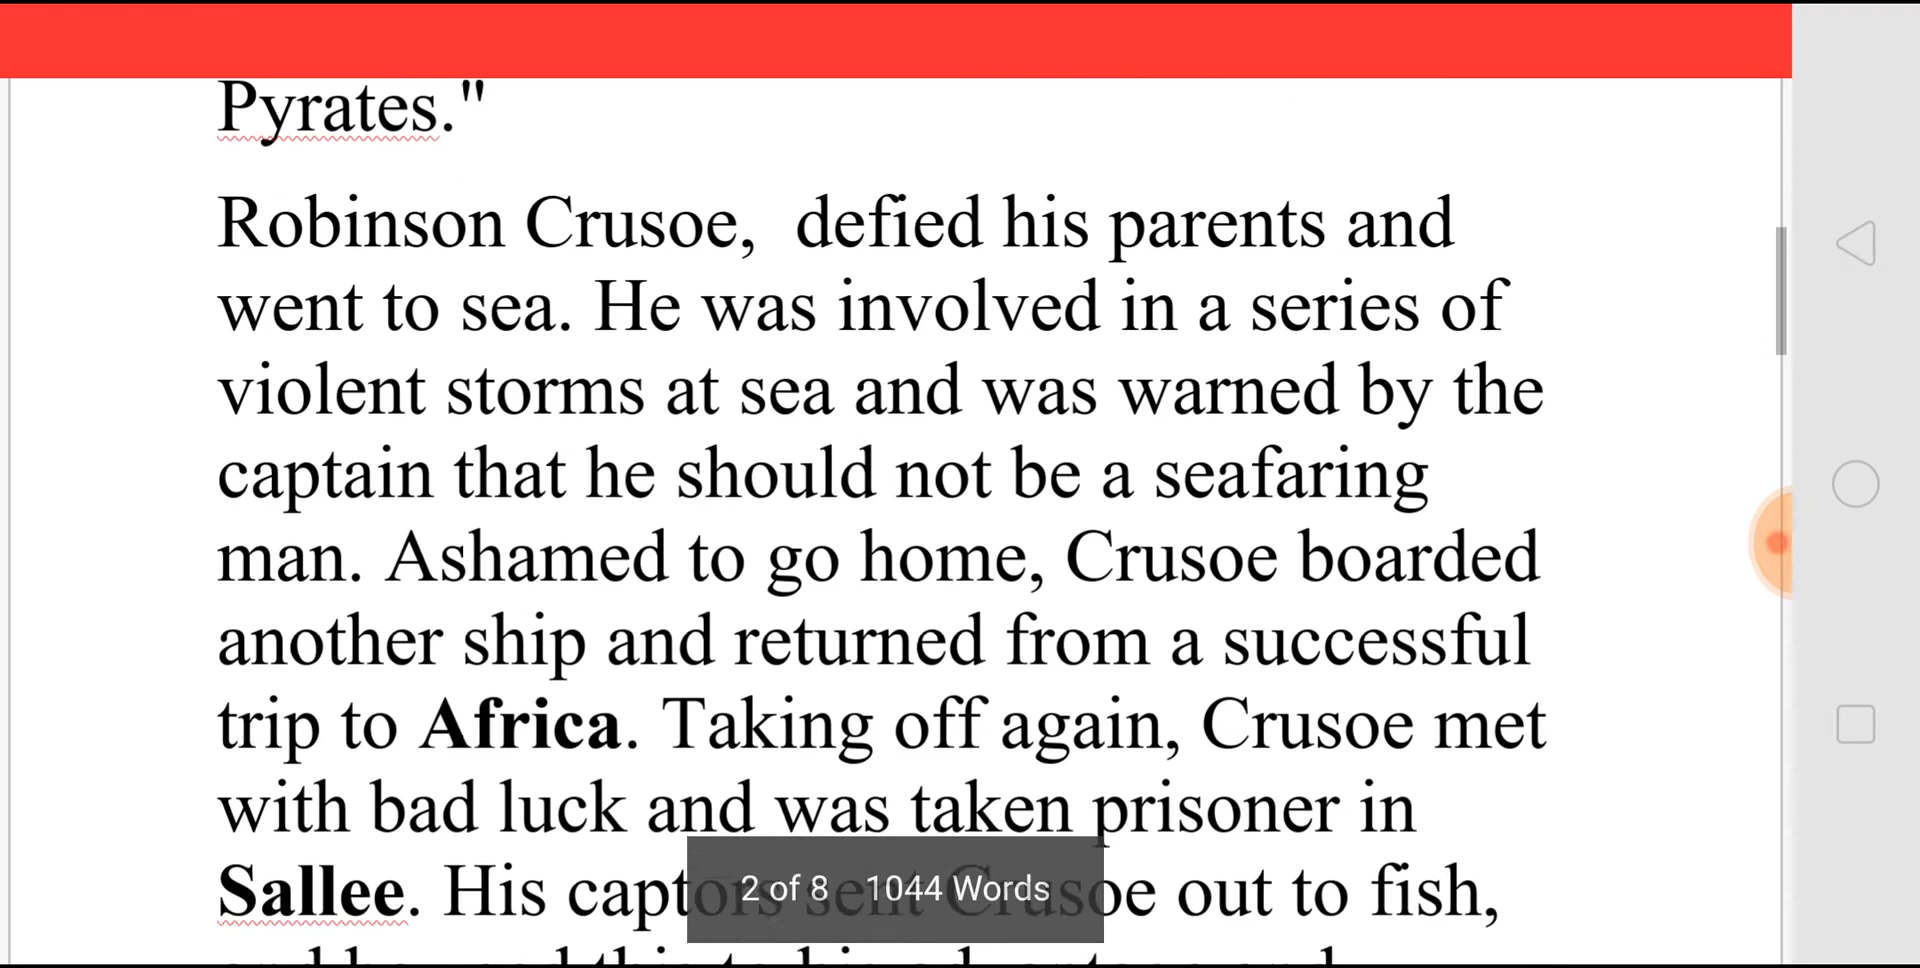 Pyrates."
Robinson Crusoe,  defied his parents and
went to sea. He was involved in a series of
violent storms at sea and was warned by the
captain that he should not be a seafaring
man. Ashamed to go home, Crusoe boarded
another ship and returned from a successful
trip to Africa. Taking off again, Crusoe met
with bad luck and was taken prisoner in
Sallee. His captors sent Crusoe out to fish,
2 of 8 1044 Words